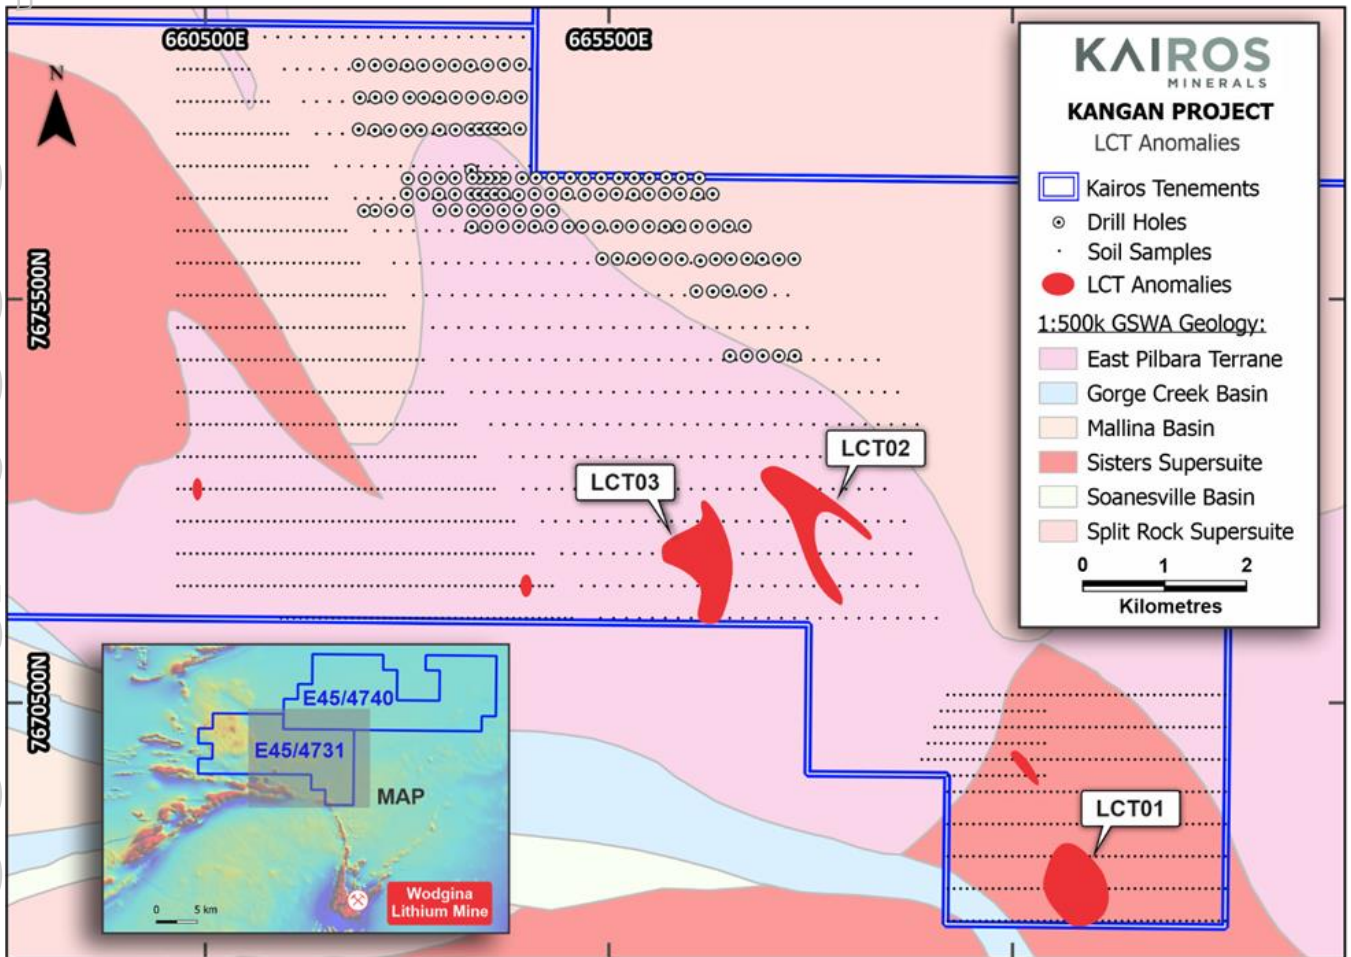 660500E
665500E
N
7675500N
7670500N
KAIROS
MINERALS
KANGAN PROJECT
LCT Anomalies
Kairos Tenements
Drill Holes
Soil Samples
LCT Anomalies
1:500k GSWA Geology:
East Pilbara Terrane
Gorge Creek Basin
Mallina Basin
Sisters Supersuite
Soanesville Basin
Split Rock Supersuite
0 1 2
Kilometres
LCT02
LCT03
LCT01
E45/4740
E45/4731
MAP
Wodgina
Lithium Mine
0 5 km